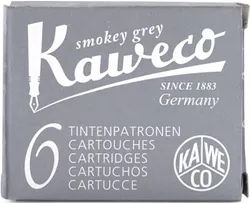 smokey grey
Kaweco
SINCE 1883
Germany
6
TINTENPATRONEN
CARTOUCHES
CARTRIDGES
CARTUCHOS
CARTUCCE
KA WE
CO